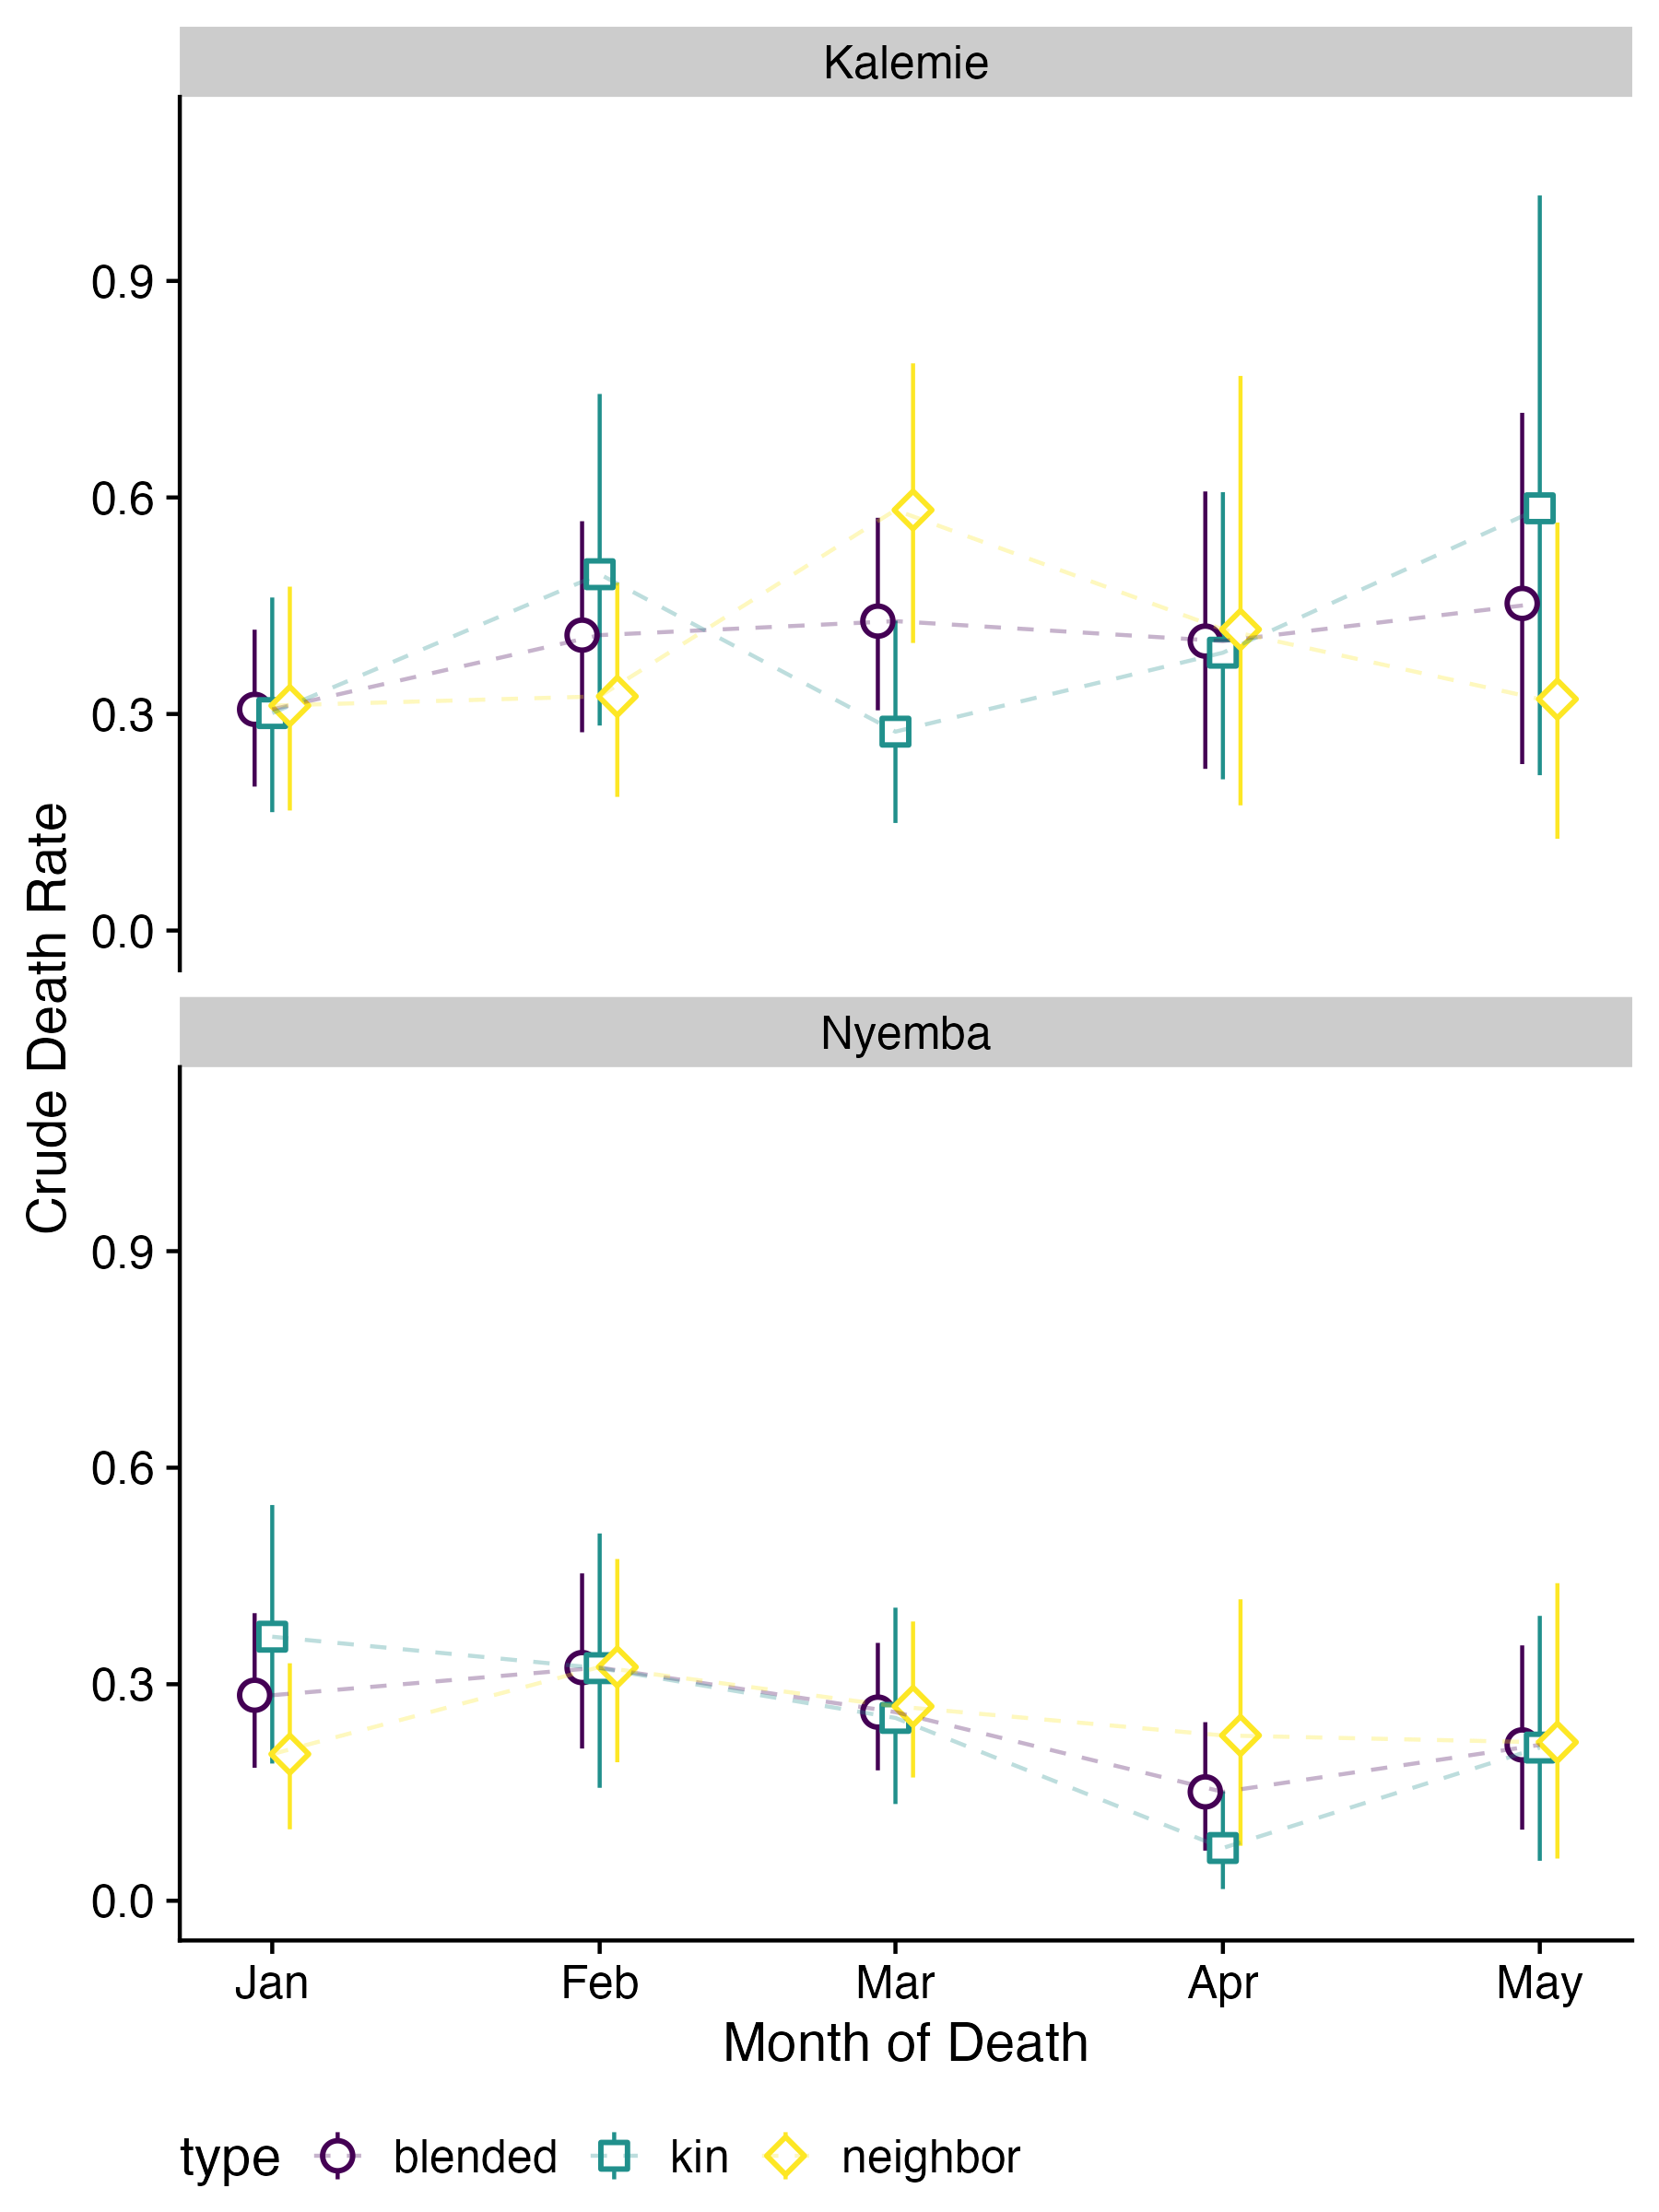 Kalemie
0.9
0.6
0.3
0.0
Crude Death Rate
Nyemba
0.9
0.6
0.3
0.0
Jan Feb Mar Apr May
Month of Death
type blended kin neighbor